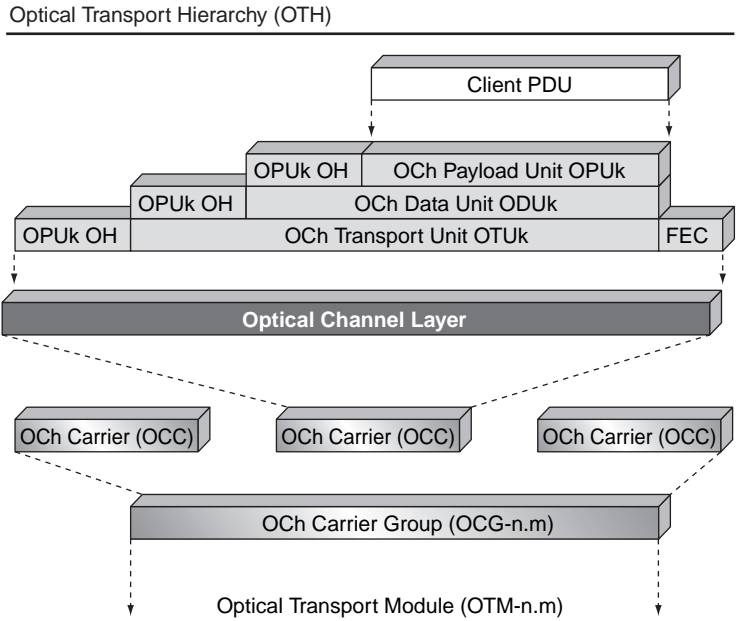 Optical Transport Hierarchy (OTH)
Client PDU
OPUk OH OCh Payload Unit OPUk
OPUk OH OCh Data Unit ODUk
OPUk OH OCh Transport Unit OTUk FEC
Optical Channel Layer
OCh Carrier (OCC) OCh Carrier (OCC) OCh Carrier (OCC)
OCh Carrier Group (OCG-n.m)
Optical Transport Module (OTM-n.m)